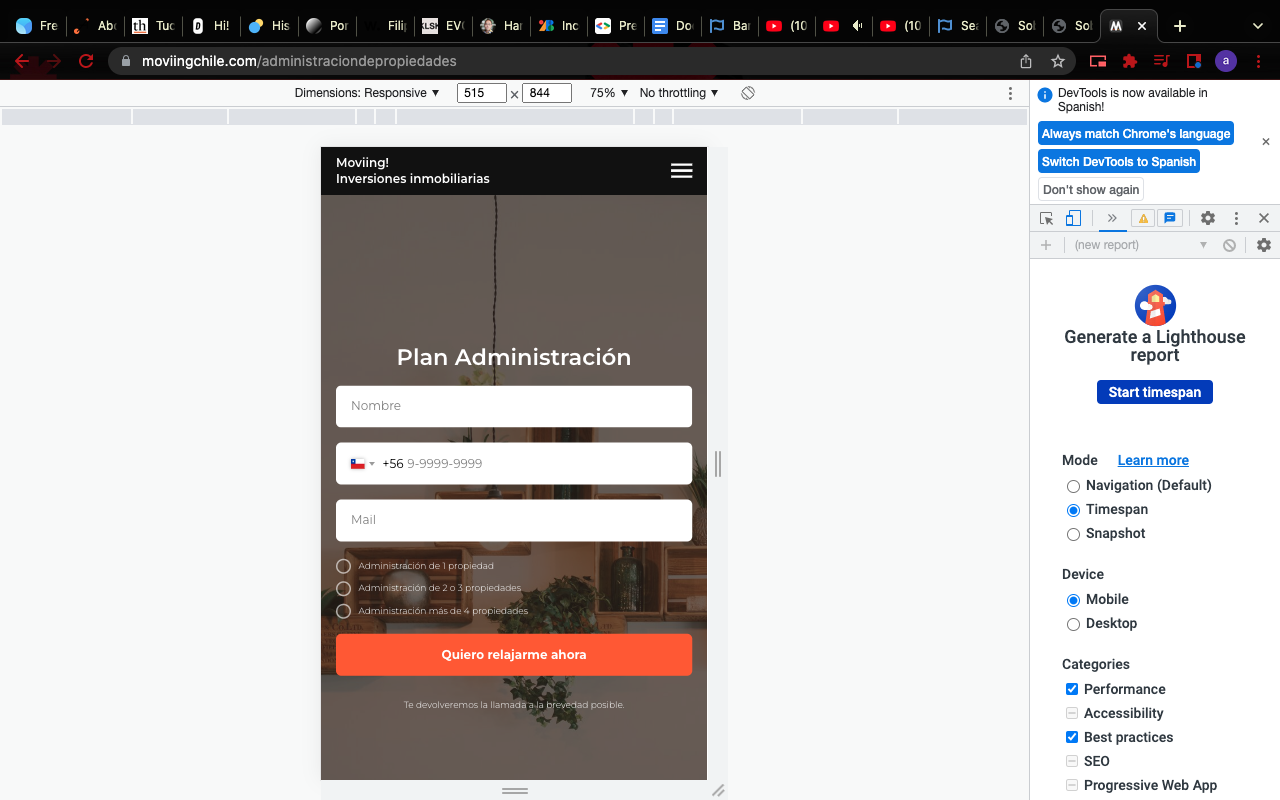 Fre
Abo
th
Tuc
Hi!
His
Por
Filip
KLSK
EVO
Har
Inc
Pre
Doc
Bar
(10
(10
Sea
Sol
Sol
moviingchile.com/administraciondepropiedades
a
Dimensions: Responsive
515
×
844
75%
No throttling
DevTools is now available in
Spanish!
Always match Chrome's language
Switch DevTools to Spanish
Don't show again
(new report)
Moviing!
Inversiones inmobiliarias
Plan Administración
Nombre
+56 9-9999-9999
Mail
Administración de 1 propiedad
Administración de 2 o 3 propiedades
Administración más de 4 propiedades
Quiero relajarme ahora
Te devolveremos la llamada a la brevedad posible.
Generate a Lighthouse
report
Start timespan
Mode
Learn more
Navigation (Default)
Timespan
Snapshot
Device
Mobile
Desktop
Categories
Performance
Accessibility
Best practices
SEO
Progressive Web App